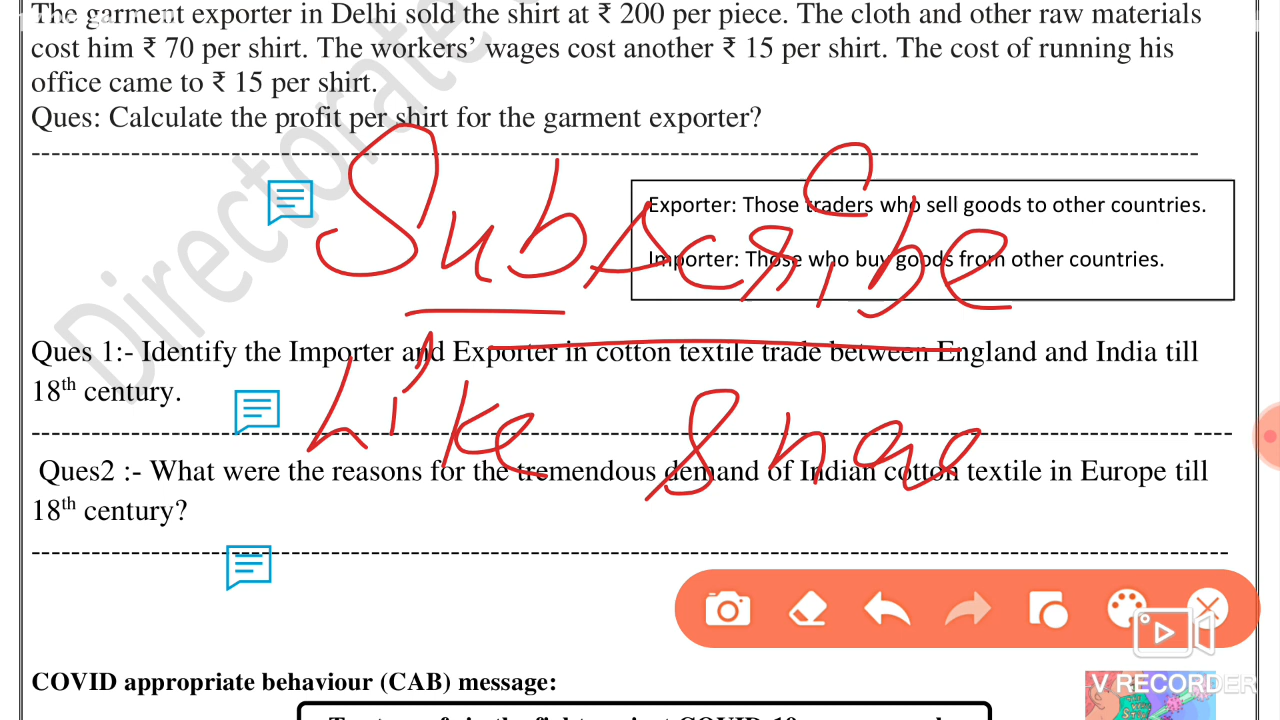 The garment exporter in Delhi sold the shirt at ₹ 200 per piece. The cloth and other raw materials
cost him ₹ 70 per shirt. The workers’ wages cost another ₹ 15 per shirt. The cost of running his
office came to ₹ 15 per shirt.
Ques: Calculate the profit per shirt for the garment exporter?
Exporter: Those traders who sell goods to other countries.
Importer: Those who buy goods from other countries.
Subscribe
Ques 1:- Identify the Importer and Exporter in cotton textile trade between England and India till
18th century.
Like Share
Ques2 :- What were the reasons for the tremendous demand of Indian cotton textile in Europe till
18th century?
COVID appropriate behaviour (CAB) message:
V RECORDER
Directorate